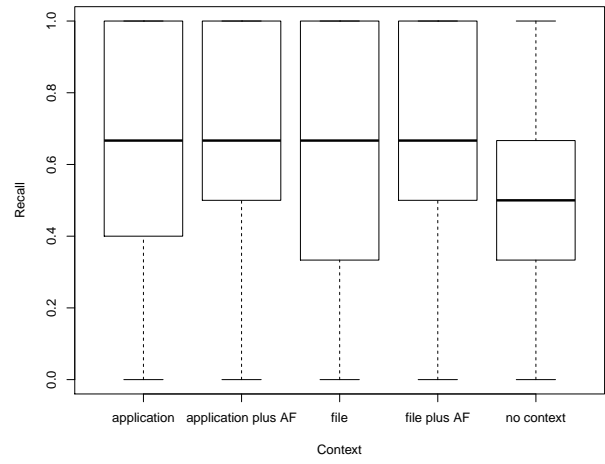 Recall
1.0
0.8
0.6
0.4
0.2
0.0
application application plus AF file file plus AF no context
Context